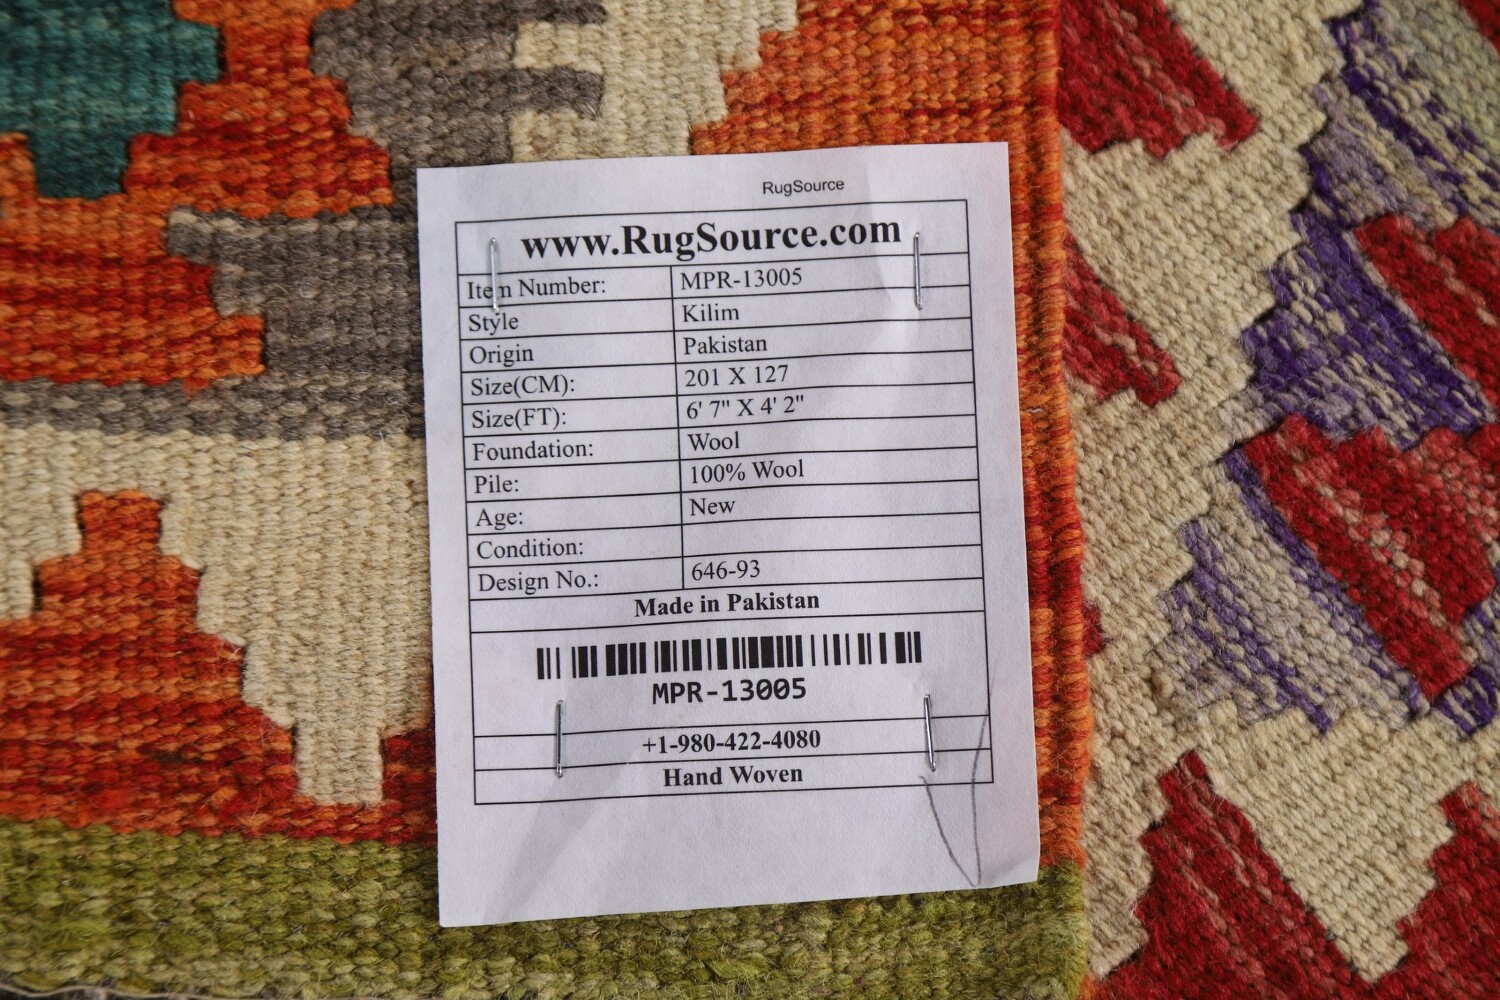 RugSource
www.RugSource.com
Item Number: MPR-13005
Style Kilim
Origin Pakistan
Size(CM): 201 X 127
Size(FT): 6' 7" X 4' 2"
Foundation: Wool
Pile: 100% Wool
Age: New
Condition:
Design No.: 646-93
Made in Pakistan
MPR-13005
+1-980-422-4080
Hand Woven